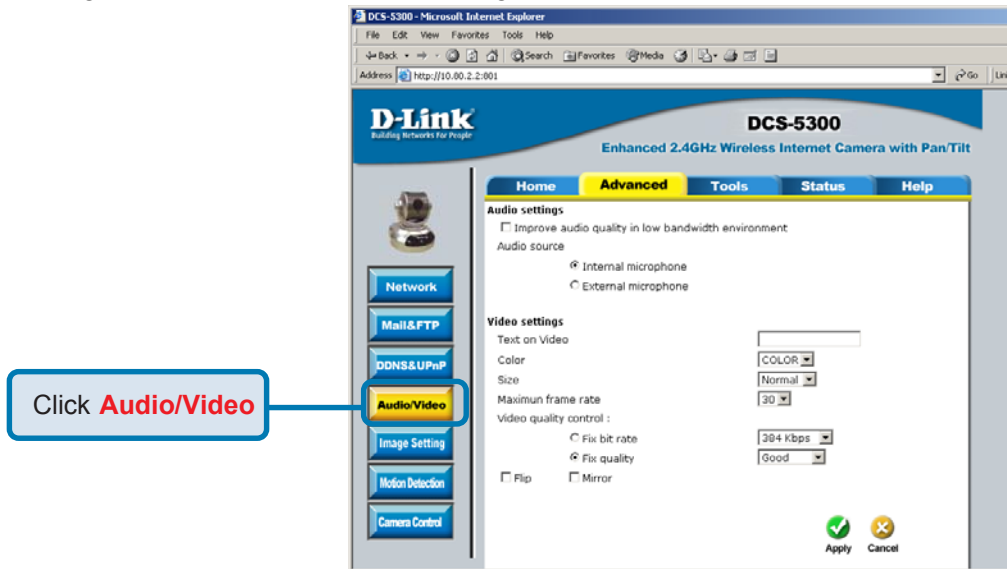 DCS-5300 - Microsoft Internet Explorer
File Edit View Favorites Tools Help
Back Search Favorites Media
Address http://10.80.2.2:801 Go
D-Link
Building Networks For People
DCS-5300
Enhanced 2.4GHz Wireless Internet Camera with Pan/Tilt
Home Advanced Tools Status Help
Audio settings
Improve audio quality in low bandwidth environment
Audio source
Internal microphone
External microphone
Video settings
Text on Video
Color COLOR
Size Normal
Maximun frame rate 30
Video quality control :
Fix bit rate 384 Kbps
Fix quality Good
Flip Mirror
Apply Cancel
Network
Mail&FTP
DDNS&UPnP
Audio/Video
Image Setting
Motion Detection
Camera Control
Click Audio/Video